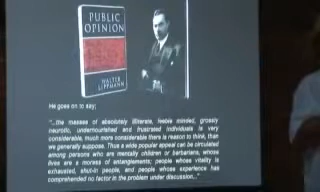 PUBLIC
OPINION
WALTER
LIPPMANN
He goes on to say;
"...the masses of absolutely illiterate, feeble minded, grossly
neurotic, undernourished and frustrated individuals is very
considerable, much more considerable there is reason to think, than
we generally suppose. Thus a wide popular appeal can be circulated
among persons who are mentally children or barbarians, whose
lives are a morass of entanglements; people whose vitality is
exhausted, shut-in people, and people whose experience has
comprehended no factor in the problem under discussion..."